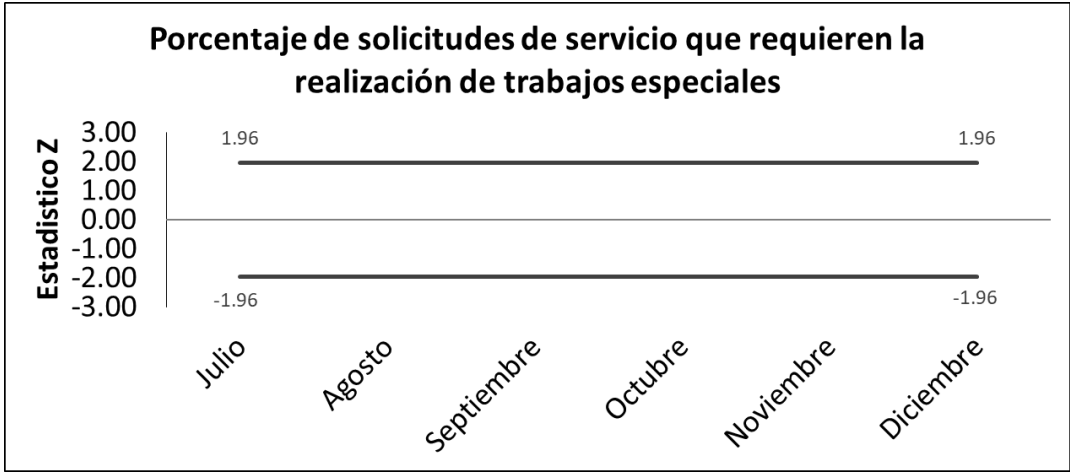 Porcentaje de solicitudes de servicio que requieren la
realización de trabajos especiales
Estadistico Z
3.00
2.00
1.00
0.00
-1.00
-2.00
-3.00
1.96
1.96
-1.96
-1.96
Julio
Agosto
Septiembre
Octubre
Noviembre
Diciembre